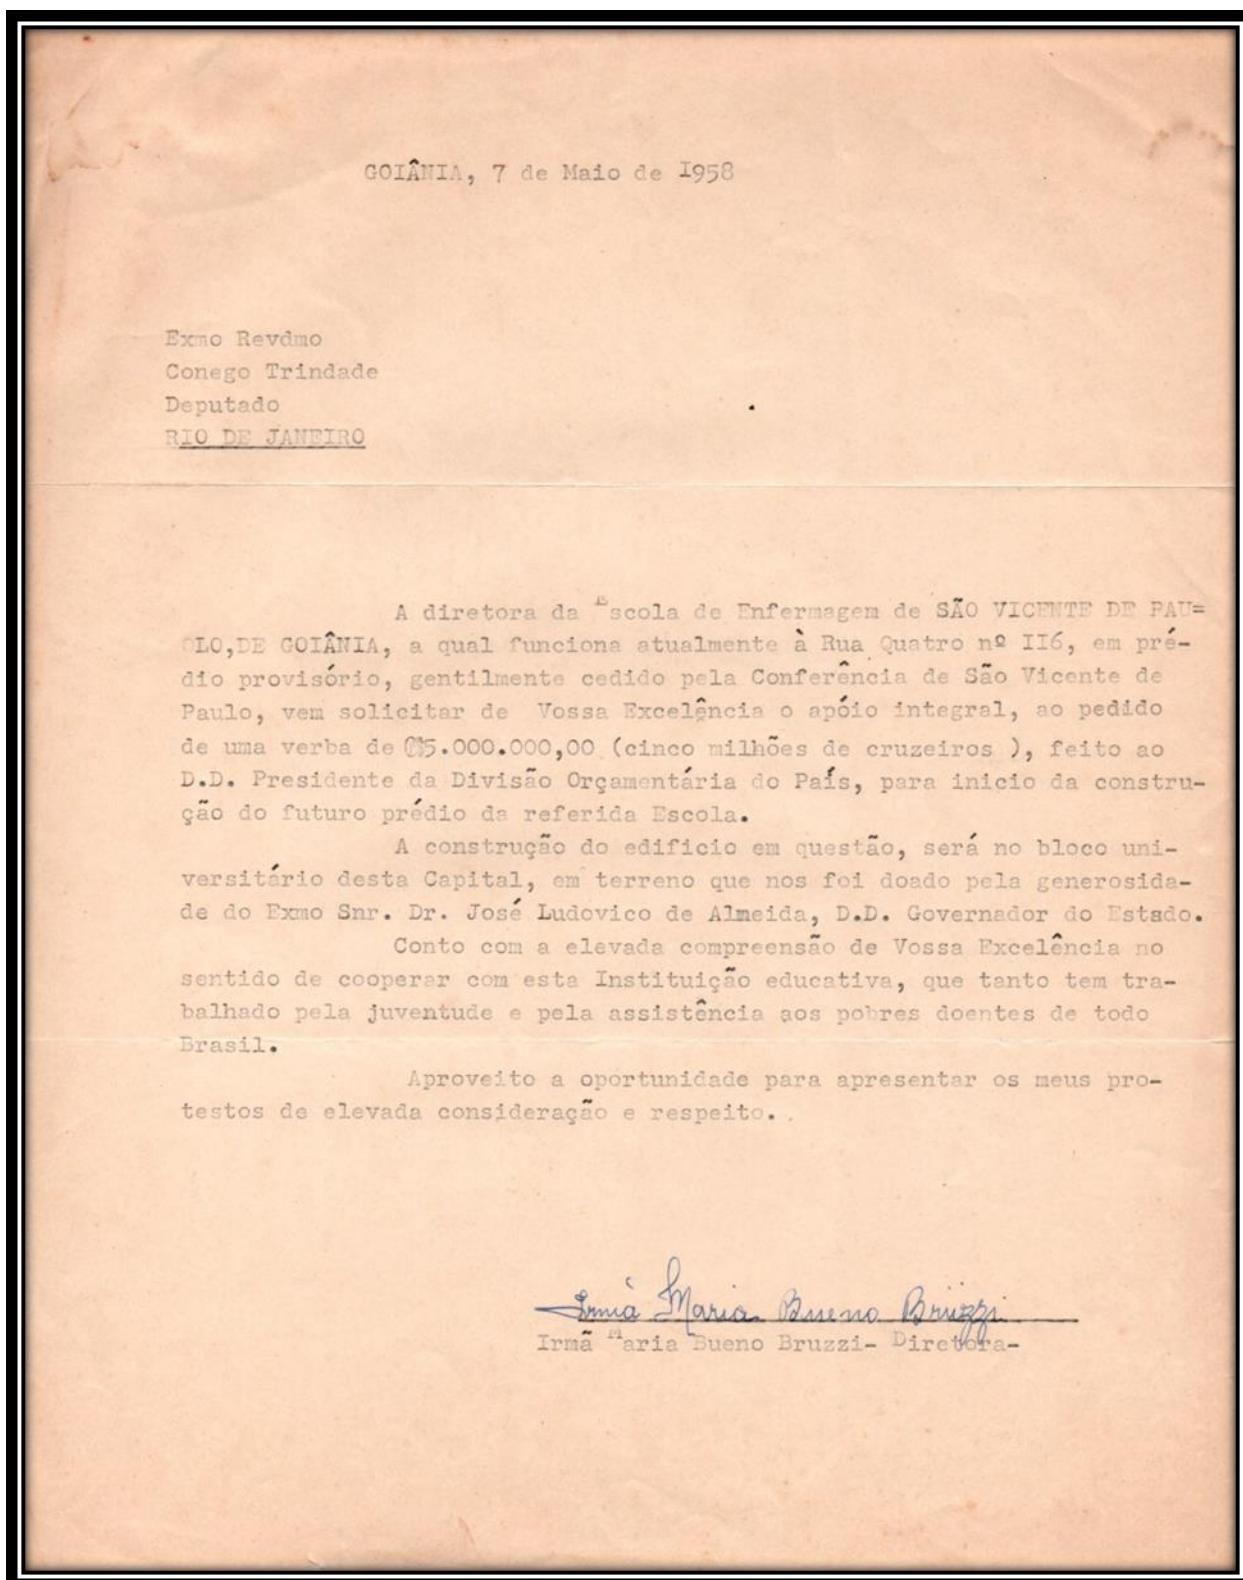 GOIÂNIA, 7 de Maio de I958
Exmo Revdmo
Conego Trindade
Deputado
RIO DE JANEIRO
A diretora da Escola de Enfermagem de SÃO VICENTE DE PAU=
OLO,DE GOIÂNIA, a qual funciona atualmente à Rua Quatro nº II6, em pré-
dio provisório, gentilmente cedido pela Conferência de São Vicente de
Paulo, vem solicitar de Vossa Excelência o apóio integral, ao pedido
de uma verba de ₢$5.000.000,00 (cinco milhões de cruzeiros ), feito ao
D.D. Presidente da Divisão Orçamentária do País, para inicio da constru-
ção do futuro prédio da referida Escola.
A construção do edificio em questão, será no bloco uni-
versitário desta Capital, em terreno que nos foi doado pela generosida-
de do Exmo Snr. Dr. José Ludovico de Almeida, D.D. Governador do Estado.
Conto com a elevada compreensão de Vossa Excelência no
sentido de cooperar com esta Instituição educativa, que tanto tem tra-
balhado pela juventude e pela assistência aos pobres doentes de todo
Brasil.
Aproveito a oportunidade para apresentar os meus pro-
testos de elevada consideração e respeito..
Irmã Maria Bueno Bruzzi
Irmã Maria Bueno Bruzzi- Diretora-